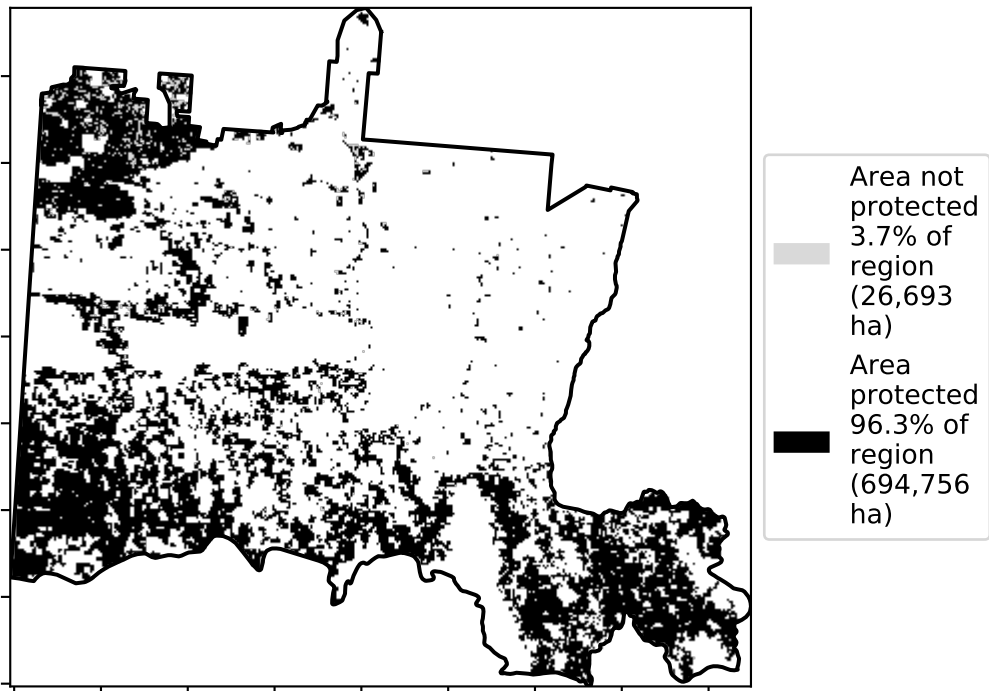 Area not
protected
3.7% of
region
(26,693
ha)
Area
protected
96.3% of
region
(694,756
ha)